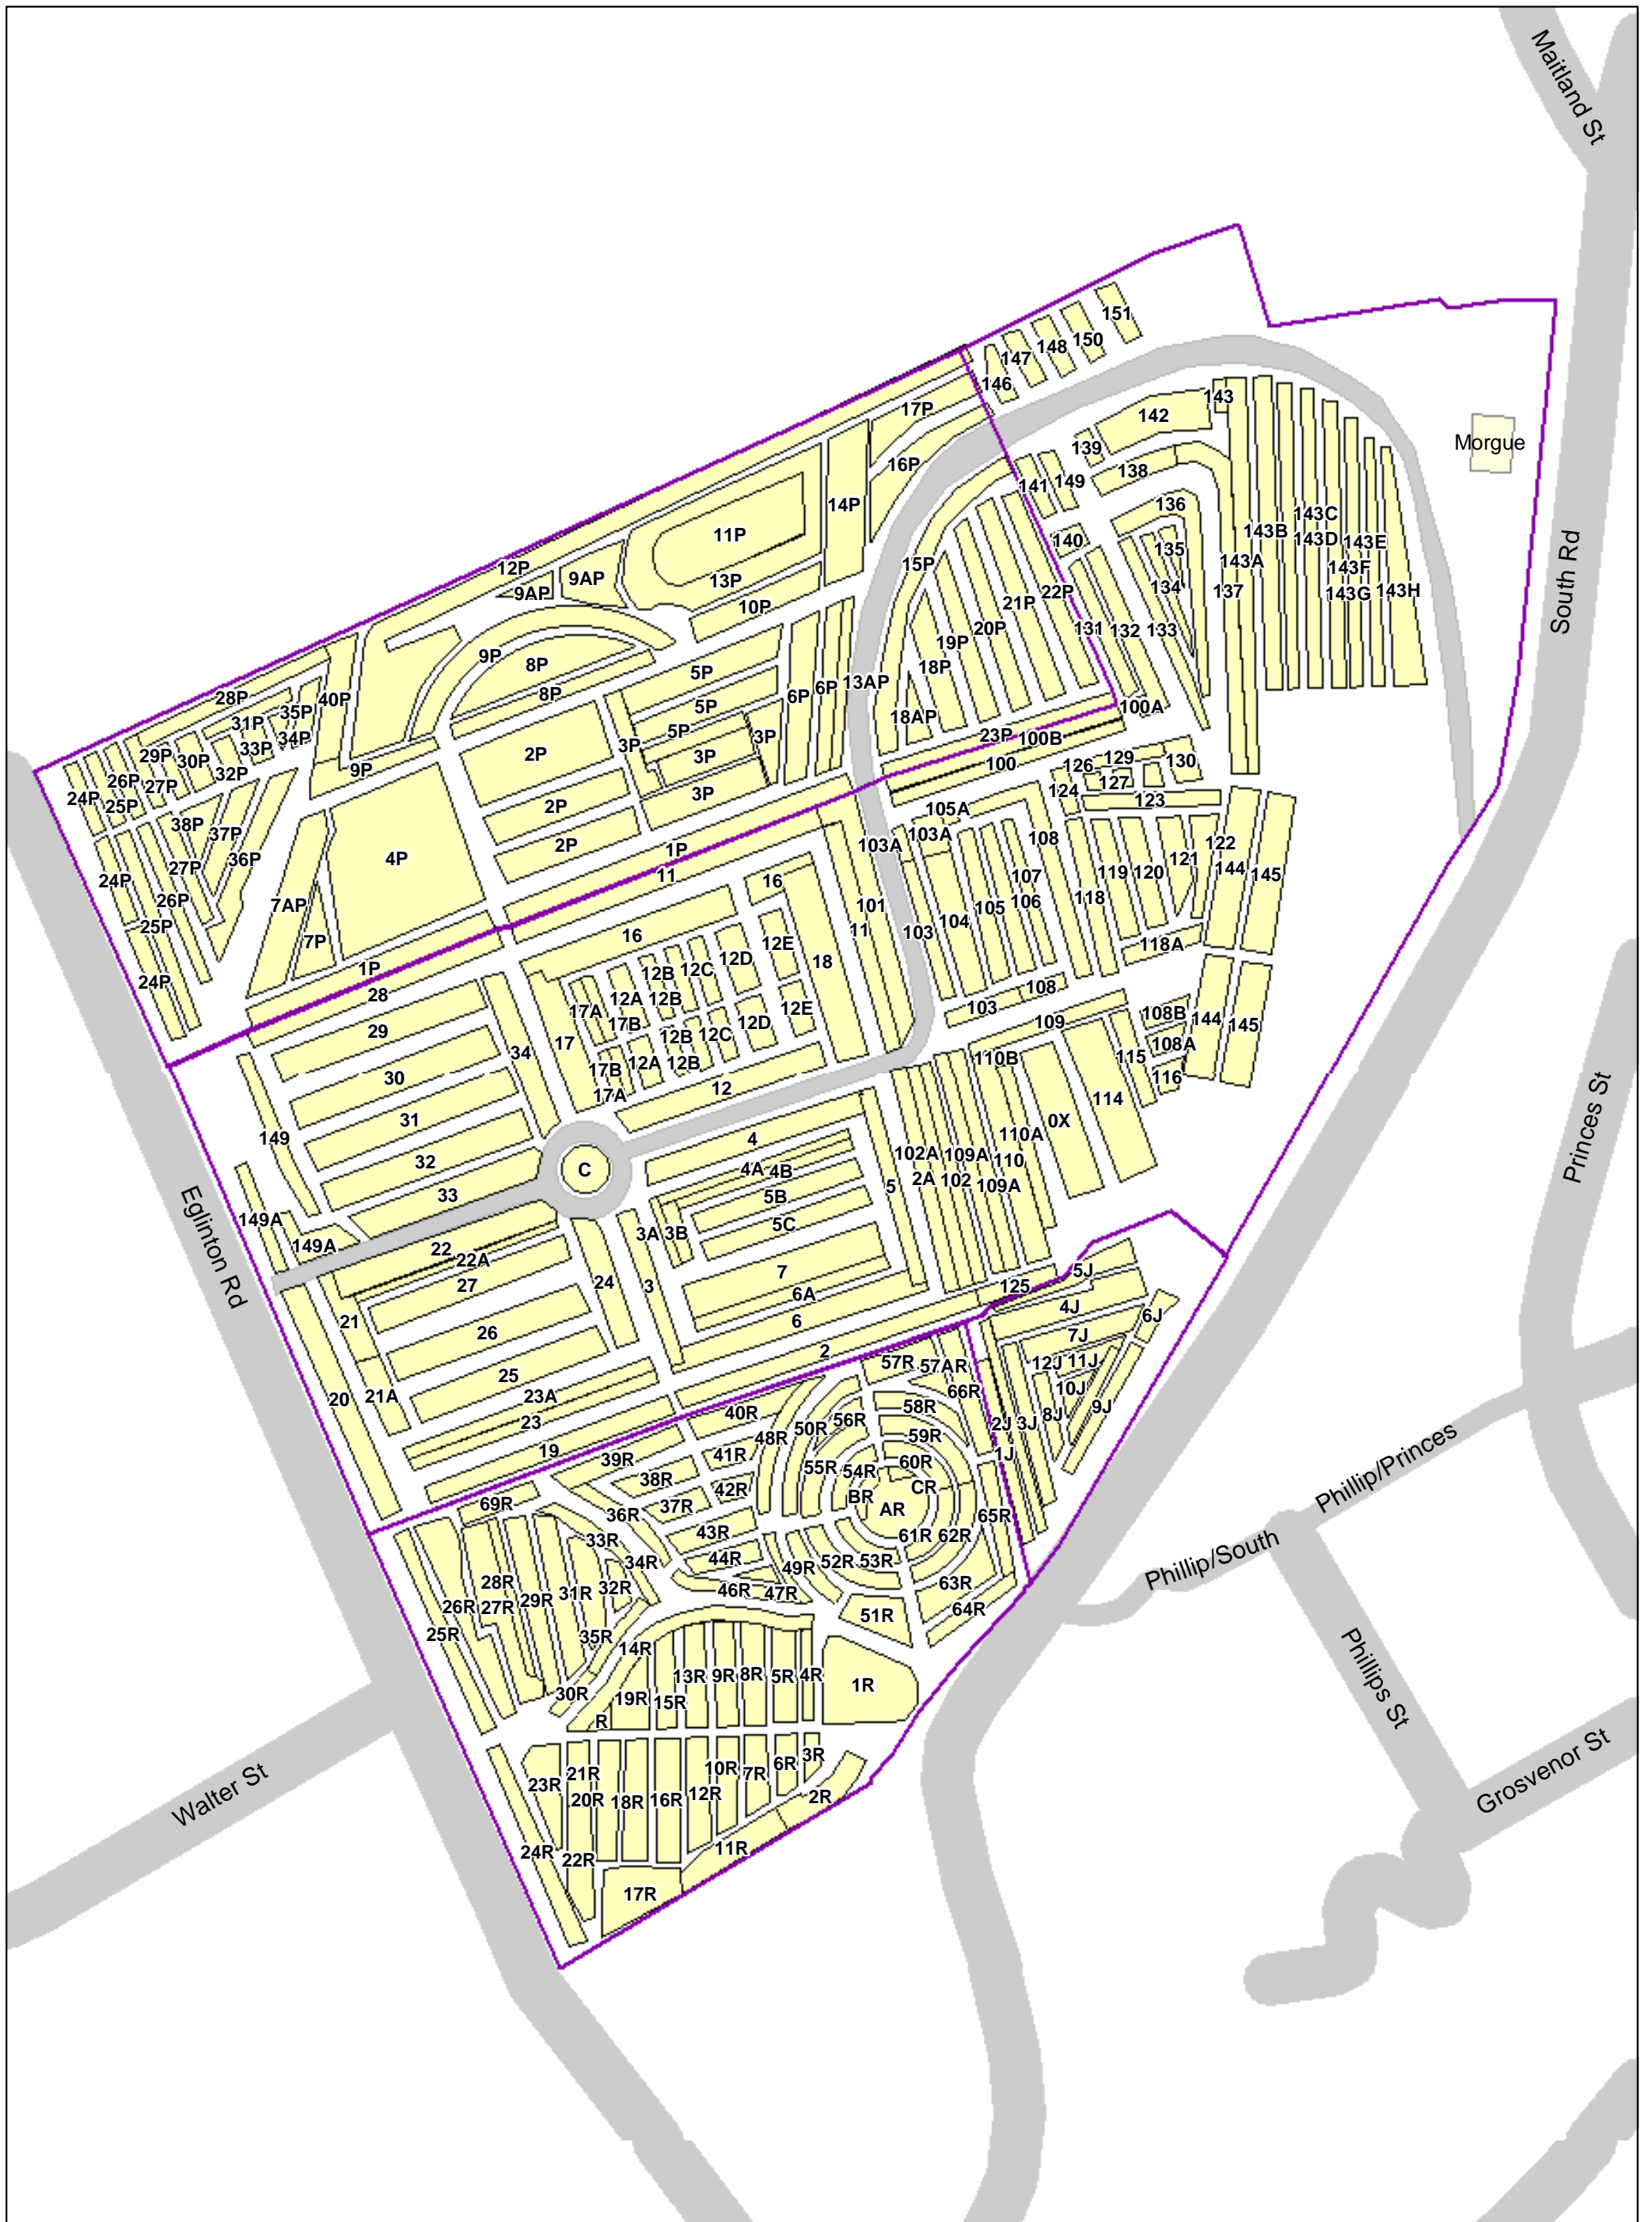 Maitland St
151
150
148
147
146
143
142
17P
139
138
16P
Morgue
141
149
14P
136
143C
11P
143B
143D
143E
140
135
143A
143F
12P
15P
9AP
13P
134
137
143G
143H
9AP
22P
10P
21P
South Rd
20P
131
132
133
19P
9P
8P
18P
5P
13AP
6P
8P
6P
28P
40P
5P
35P
100A
31P
18AP
5P
34P
3P
3P
23P
100B
33P
29P
2P
3P
30P
9P
129
130
100
126
32P
26P
27P
127
24P
3P
124
123
25P
2P
105A
38P
37P
103A
108
2P
103A
122
36P
4P
1P
121
27P
11
119
120
144
145
24P
16
107
118
26P
7AP
101
106
105
104
25P
11
103
16
7P
12E
118A
12D
18
1P
12B
12C
24P
108
28
12A
12B
103
12E
108B
17A
144
145
17B
12D
109
29
12B
12C
34
17
108A
115
110B
12A
12B
17B
116
30
12
17A
114
31
0X
Princes St
149
4
110A
102A
109A
32
C
4A
4B
110
2A
102
109A
5
33
5B
149A
5C
3A
3B
149A
22
22A
Eglinton Rd
7
5J
27
24
3
125
6A
4J
21
6
6J
26
7J
2
12J
11J
57R
57AR
25
10J
66R
21A
20
23A
58R
9J
40R
56R
8J
23
50R
2J
3J
48R
59R
19
41R
1J
39R
60R
55R
54R
38R
CR
42R
BR
69R
37R
AR
36R
65R
43R
61R
62R
33R
44R
34R
52R
53R
49R
28R
32R
63R
46R
47R
31R
29R
26R
27R
64R
51R
25R
35R
14R
13R
9R
8R
5R
4R
1R
30R
19R
15R
R
3R
6R
10R
7R
21R
23R
12R
2R
20R
18R
16R
11R
24R
22R
17R
Walter St
Phillip/Princes
Phillip/South
Phillips St
Grosvenor St